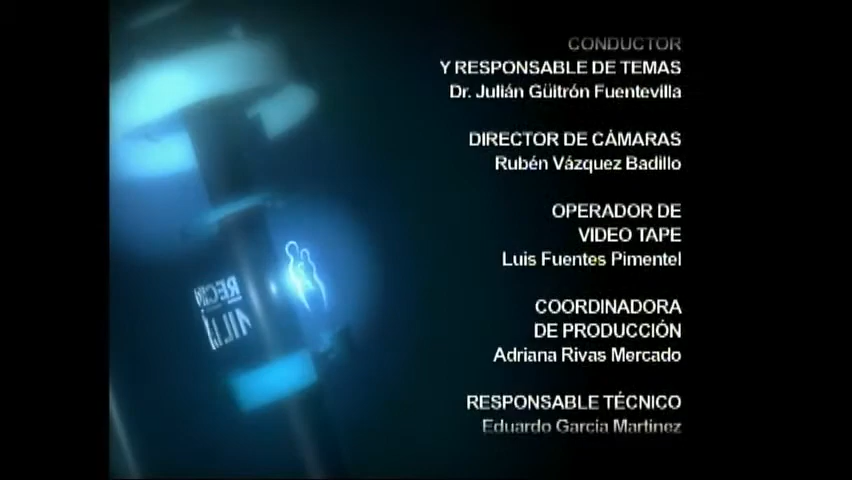 CONDUCTOR
Y RESPONSABLE DE TEMAS
Dr. Julián Güitrón Fuentevilla
DIRECTOR DE CÁMARAS
Rubén Vázquez Badillo
OPERADOR DE
VIDEO TAPE
Luis Fuentes Pimentel
COORDINADORA
DE PRODUCCIÓN
Adriana Rivas Mercado
RESPONSABLE TÉCNICO
Eduardo García Martinez